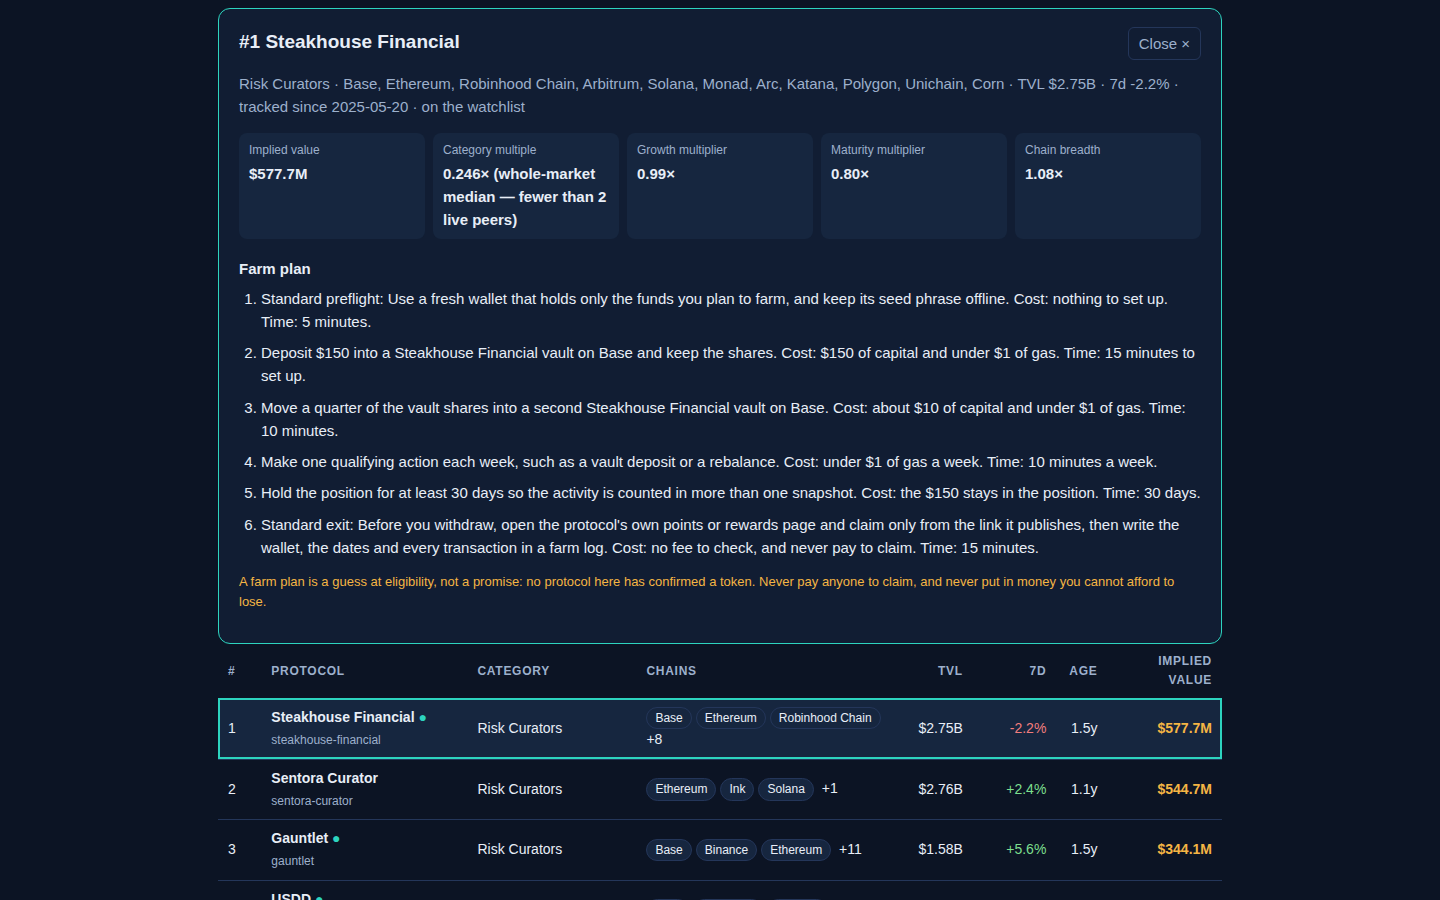 #1 Steakhouse Financial
Close ×
Risk Curators · Base, Ethereum, Robinhood Chain, Arbitrum, Solana, Monad, Arc, Katana, Polygon, Unichain, Corn · TVL $2.75B · 7d -2.2% ·
tracked since 2025-05-20 · on the watchlist
Implied value
$577.7M
Category multiple
0.246× (whole-market
median — fewer than 2
live peers)
Growth multiplier
0.99×
Maturity multiplier
0.80×
Chain breadth
1.08×
Farm plan
1. Standard preflight: Use a fresh wallet that holds only the funds you plan to farm, and keep its seed phrase offline. Cost: nothing to set up.
Time: 5 minutes.
2. Deposit $150 into a Steakhouse Financial vault on Base and keep the shares. Cost: $150 of capital and under $1 of gas. Time: 15 minutes to
set up.
3. Move a quarter of the vault shares into a second Steakhouse Financial vault on Base. Cost: about $10 of capital and under $1 of gas. Time:
10 minutes.
4. Make one qualifying action each week, such as a vault deposit or a rebalance. Cost: under $1 of gas a week. Time: 10 minutes a week.
5. Hold the position for at least 30 days so the activity is counted in more than one snapshot. Cost: the $150 stays in the position. Time: 30 days.
6. Standard exit: Before you withdraw, open the protocol's own points or rewards page and claim only from the link it publishes, then write the
wallet, the dates and every transaction in a farm log. Cost: no fee to check, and never pay to claim. Time: 15 minutes.
A farm plan is a guess at eligibility, not a promise: no protocol here has confirmed a token. Never pay anyone to claim, and never put in money you cannot afford to
lose.
# PROTOCOL CATEGORY CHAINS TVL 7D AGE IMPLIED
VALUE
1 Steakhouse Financial ● Risk Curators Base Ethereum Robinhood Chain $2.75B -2.2% 1.5y $577.7M
steakhouse-financial +8
2 Sentora Curator Risk Curators Ethereum Ink Solana +1 $2.76B +2.4% 1.1y $544.7M
sentora-curator
3 Gauntlet ● Risk Curators Base Binance Ethereum +11 $1.58B +5.6% 1.5y $344.1M
gauntlet
USDD ●